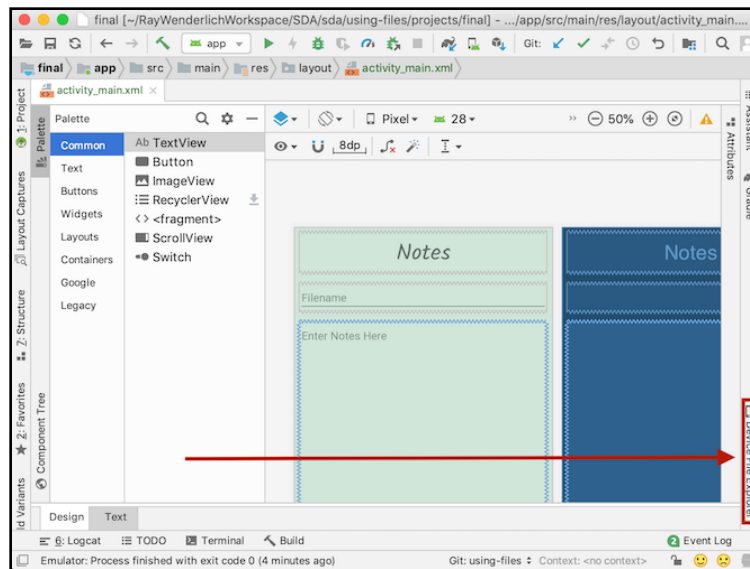 final [~/RayWenderlichWorkspace/SDA/sda/using-files/projects/final] - .../app/src/main/res/layout/activity_main....
app
Git:
final
app
src
main
res
layout
activity_main.xml
activity_main.xml
1: Project
Layout Captures
Z: Structure
2: Favorites
ld Variants
Palette
Component Tree
Palette
Common
Text
Buttons
Widgets
Layouts
Containers
Google
Legacy
Ab TextView
Button
ImageView
RecyclerView
<> <fragment>
ScrollView
Switch
Pixel
28
» 50%
8dp
Notes
Filename
Enter Notes Here
Notes
Attributes
Gradle
Device File Explorer
Design Text
6: Logcat
TODO
Terminal
Build
2 Event Log
Emulator: Process finished with exit code 0 (4 minutes ago)
Git: using-files
Context: <no context>